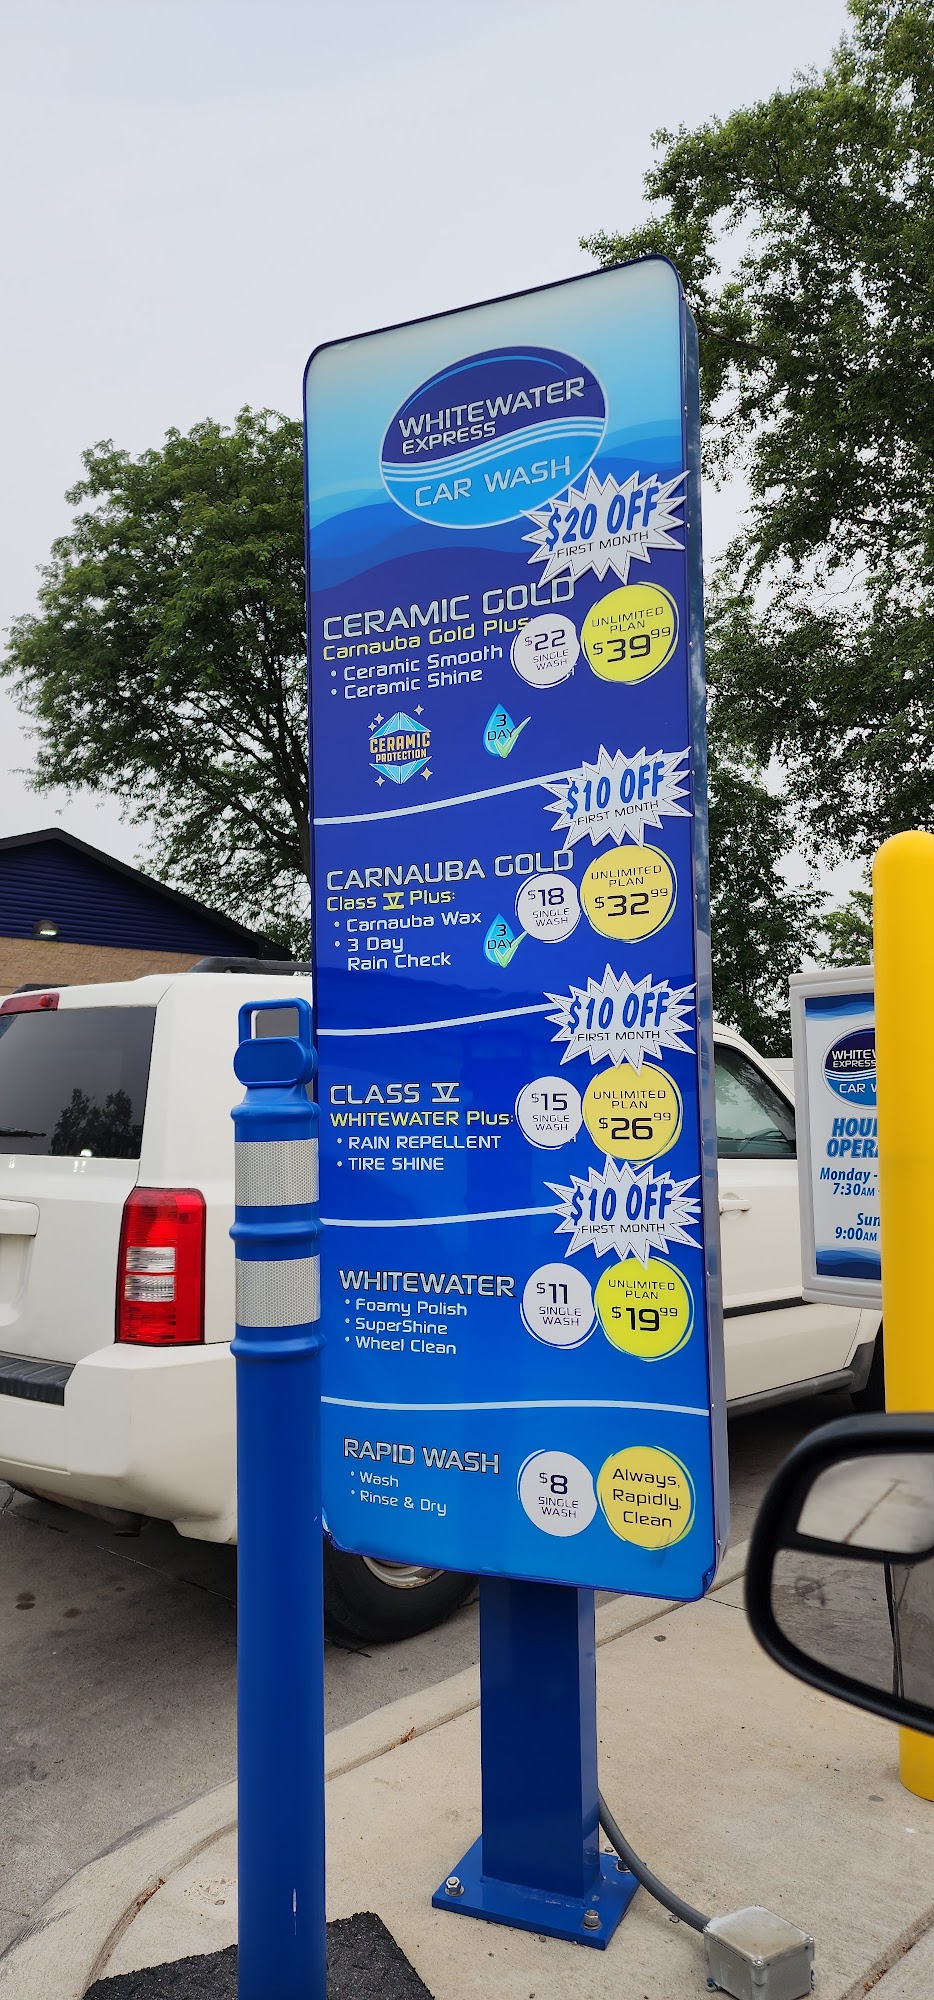 WHITEWATER
EXPRESS
CAR WASH
$20 OFF
FIRST MONTH
CERAMIC GOLD
Carnauba Gold Plus:
• Ceramic Smooth
• Ceramic Shine
$22
SINGLE
WASH
UNLIMITED
PLAN
$39.99
CERAMIC
PROTECTION
3
DAY
$10 OFF
FIRST MONTH
CARNAUBA GOLD
Class V Plus:
• Carnauba Wax
• 3 Day
Rain Check
3
DAY
$18
SINGLE
WASH
UNLIMITED
PLAN
$32.99
$10 OFF
FIRST MONTH
CLASS V
WHITEWATER Plus:
• RAIN REPELLENT
• TIRE SHINE
$15
SINGLE
WASH
UNLIMITED
PLAN
$26.99
$10 OFF
FIRST MONTH
WHITEWATER
• Foamy Polish
• SuperShine
• Wheel Clean
$11
SINGLE
WASH
UNLIMITED
PLAN
$19.99
RAPID WASH
• Wash
• Rinse & Dry
$8
SINGLE
WASH
Always,
Rapidly,
Clean
WHITEW
EXPRESS
CAR
HOU
OPER
Monday -
7:30AM
Sun
9:00AM